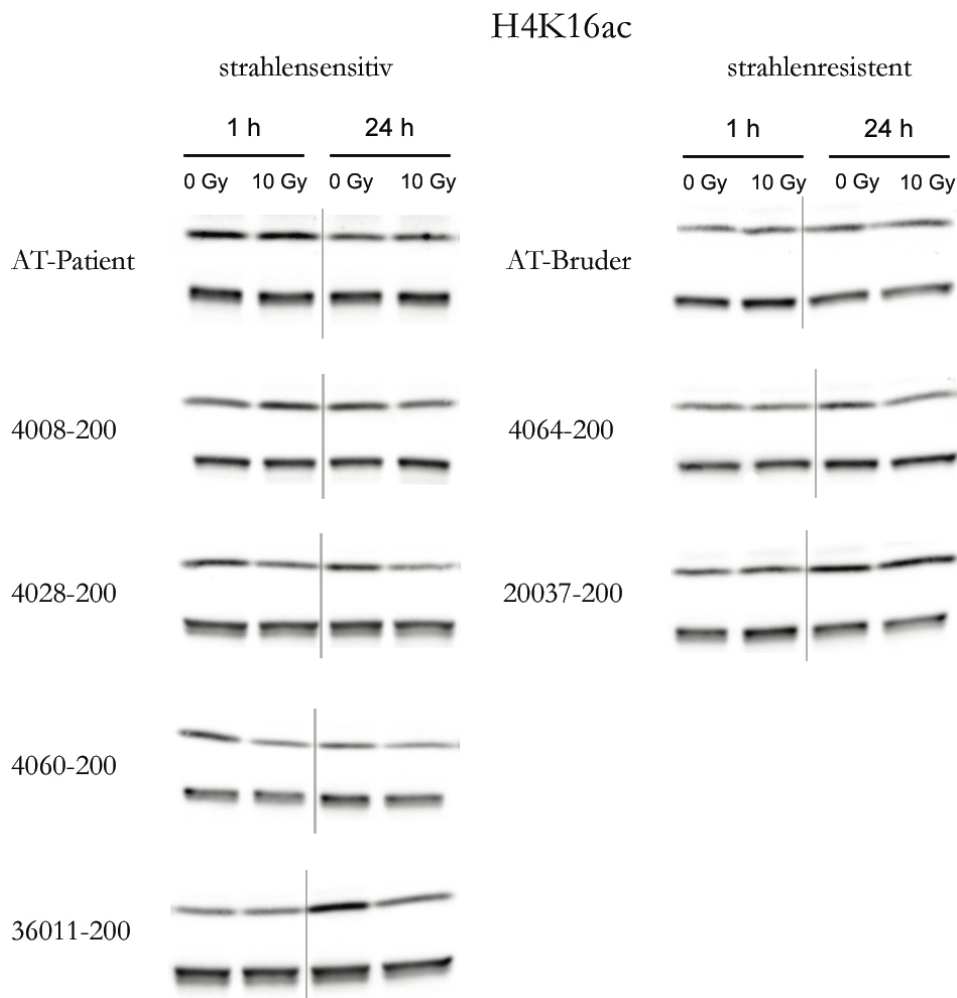 H4K16ac
strahlensensitiv
strahlenresistent
1 h 24 h
1 h 24 h
0 Gy 10 Gy 0 Gy 10 Gy
0 Gy 10 Gy 0 Gy 10 Gy
AT-Patient
AT-Bruder
4008-200
4064-200
4028-200
20037-200
4060-200
36011-200